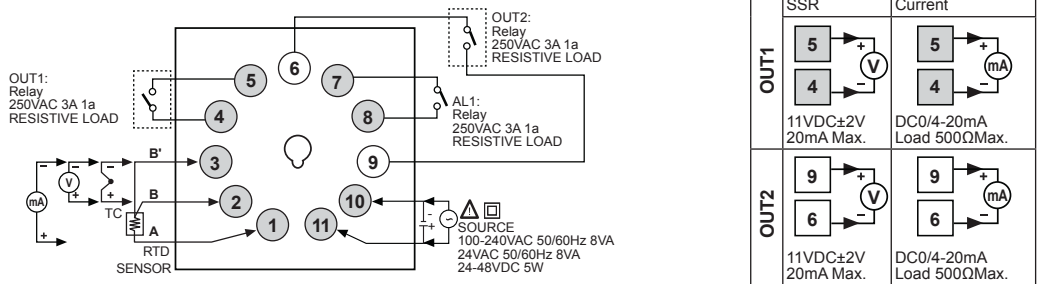 OUT1:
Relay
250VAC 3A 1a
RESISTIVE LOAD
OUT2:
Relay
250VAC 3A 1a
RESISTIVE LOAD
AL1:
Relay
250VAC 3A 1a
RESISTIVE LOAD
1
2
3
4
5
6
7
8
9
10
11
B'
B
A
mA
+
-
V
-
+
TC
-
+
RTD
SENSOR
-
+
~
SOURCE
100-240VAC 50/60Hz 8VA
24VAC 50/60Hz 8VA
24-48VDC 5W
SSR
Current
OUT1
5
4
+
-
V
11VDC±2V
20mA Max.
5
4
+
-
mA
DC0/4-20mA
Load 500ΩMax.
OUT2
9
6
+
-
V
11VDC±2V
20mA Max.
9
6
+
-
mA
DC0/4-20mA
Load 500ΩMax.